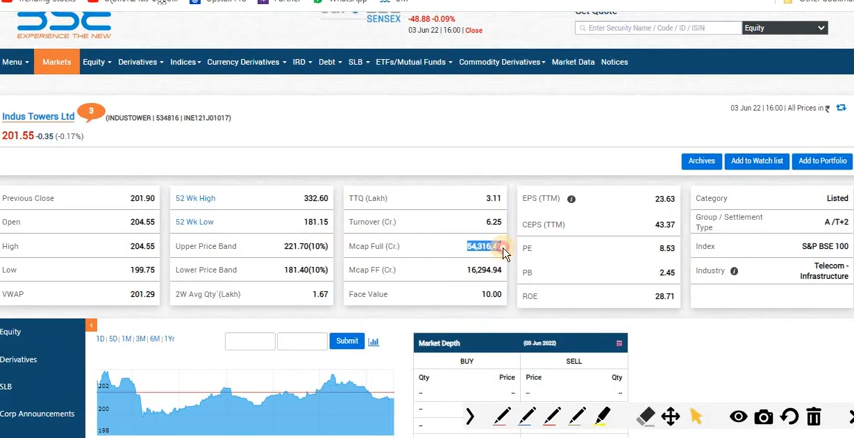 SENSEX
-48.88 -0.09%
03 Jun 22 | 16:00 | Close
EXPERIENCE THE NEW
Enter Security Name / Code / ID / ISIN
Equity
Menu Markets Equity Derivatives Indices Currency Derivatives IRD Debt SLB ETFs/Mutual Funds Commodity Derivatives Market Data Notices
03 Jun 22 | 16:00 | All Prices in ₹
Indus Towers Ltd 3 (INDUSTOWER | 534816 | INE121J01017)
201.55 -0.35 (-0.17%)
Archives Add to Watch list Add to Portfolio
Previous Close 201.90
Open 204.55
High 204.55
Low 199.75
VWAP 201.29
52 Wk High 332.60
52 Wk Low 181.15
Upper Price Band 221.70(10%)
Lower Price Band 181.40(10%)
2W Avg Qty (Lakh) 1.67
TTQ (Lakh) 3.11
Turnover (Cr.) 6.25
Mcap Full (Cr.)
Mcap FF (Cr.) 16,294.94
Face Value 10.00
EPS (TTM) 23.63
CEPS (TTM) 43.37
PE 8.53
PB 2.45
ROE 28.71
Category Listed
Group / Settlement Type A /T+2
Index S&P BSE 100
Industry Telecom - Infrastructure
Equity
Derivatives
SLB
Corp Announcements
1D | 5D | 1M | 3M | 6M | 1Yr
Submit
202
200
198
Market Depth (03 Jun 2022)
BUY SELL
Qty Price Price Qty